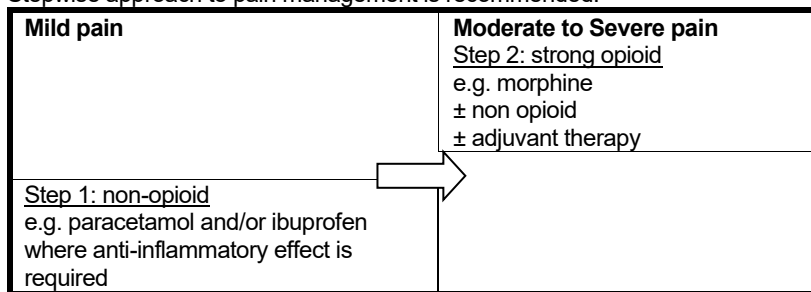 Stepwise approach to pain management is recommended.
Mild pain
Step 1: non-opioid
e.g. paracetamol and/or ibuprofen
where anti-inflammatory effect is
required
Moderate to Severe pain
Step 2: strong opioid
e.g. morphine
± non opioid
± adjuvant therapy